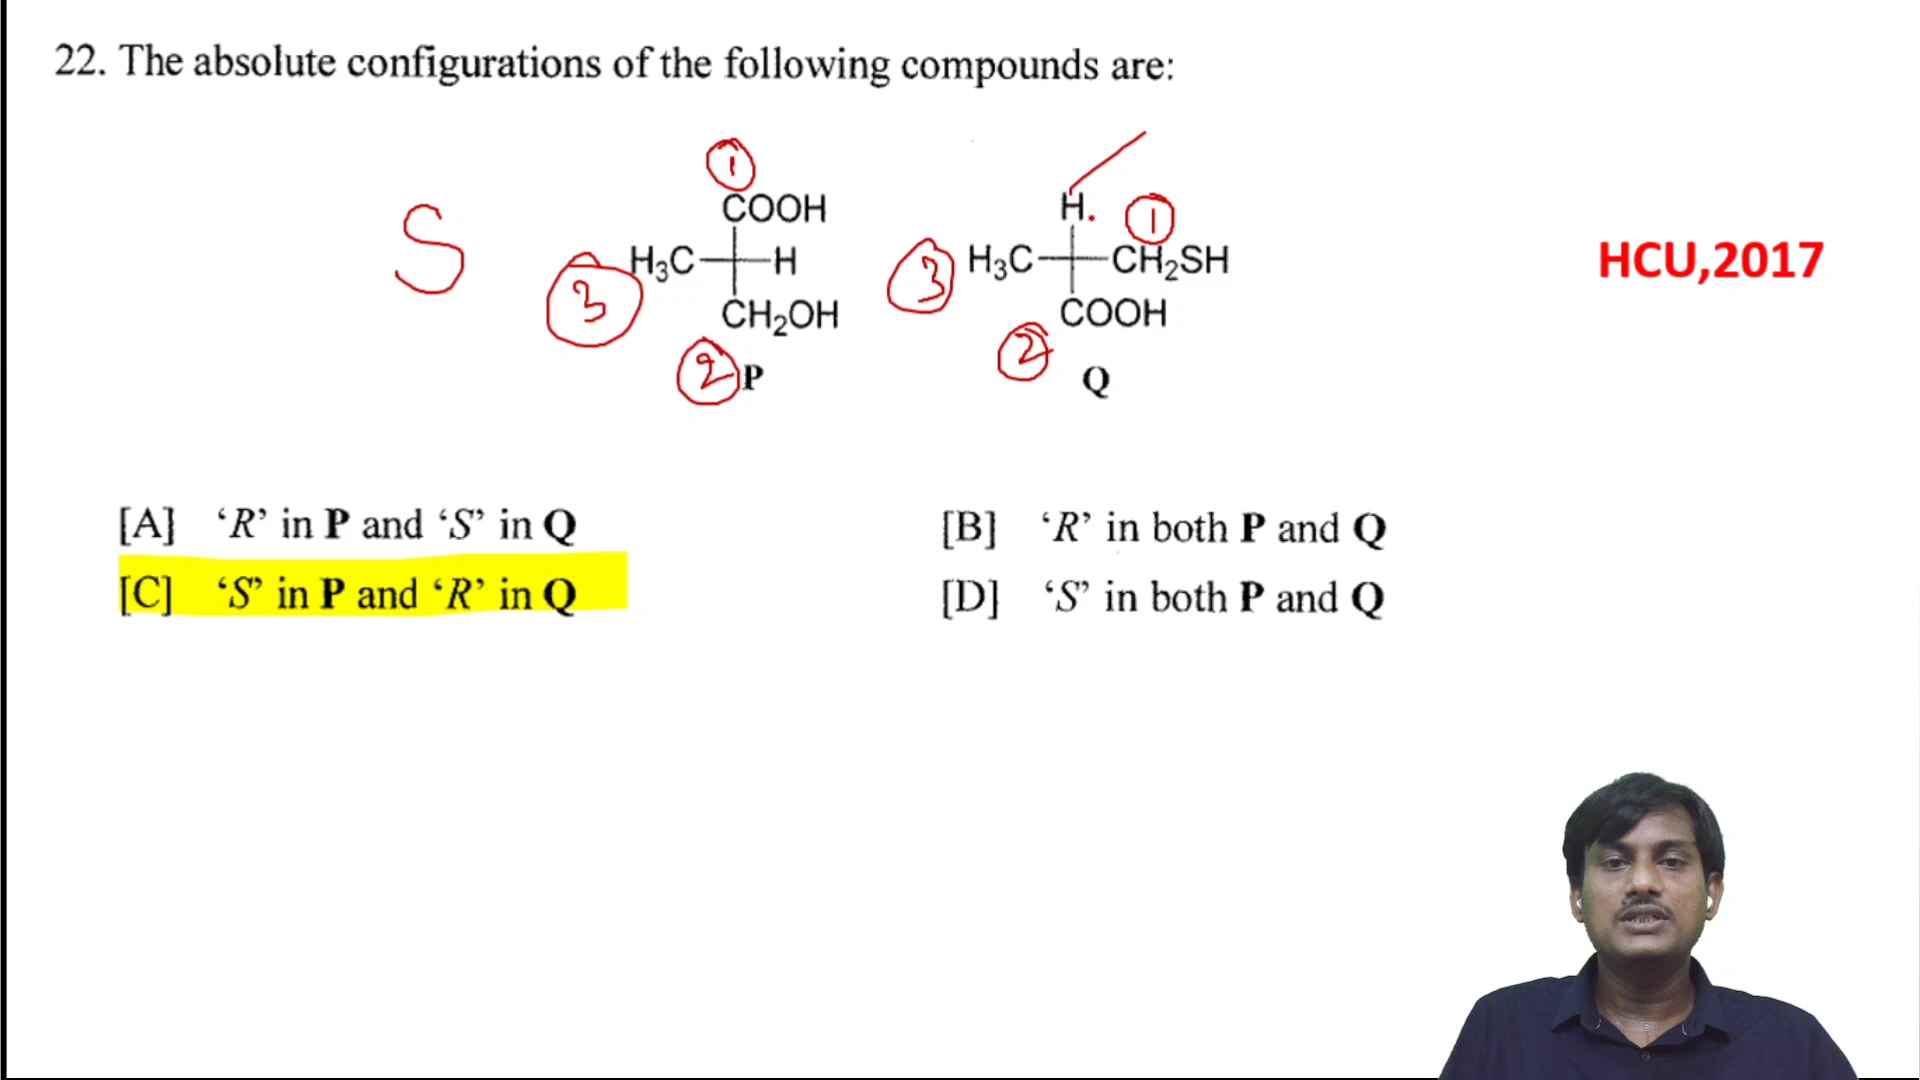 22. The absolute configurations of the following compounds are:
1
COOH
H. 1
S
3 H₃C H
3 H₃C CH₂SH
HCU,2017
CH₂OH
COOH
2 P
2
Q
[A] ‘R’ in P and ‘S’ in Q
[B] ‘R’ in both P and Q
[C] ‘S’ in P and ‘R’ in Q
[D] ‘S’ in both P and Q